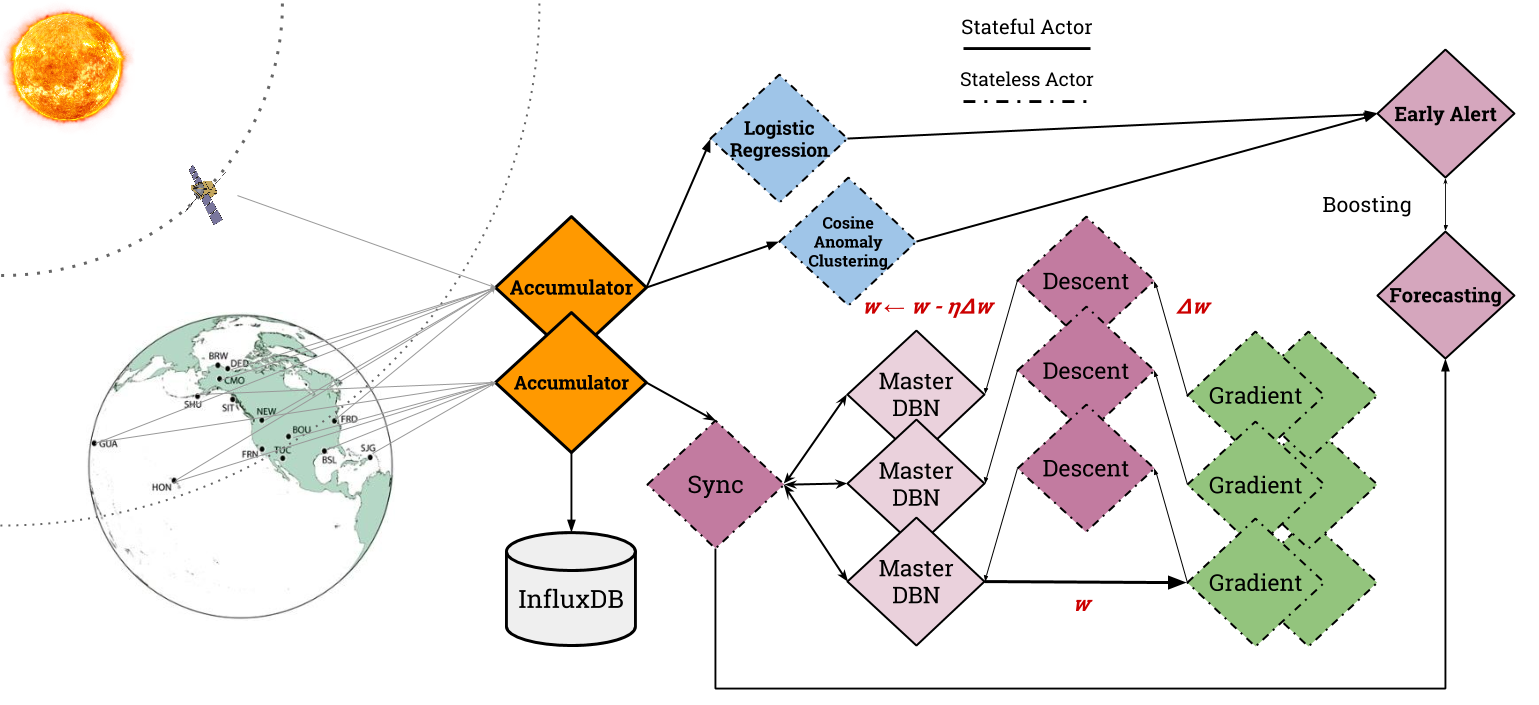 Stateful Actor
Stateless Actor
Logistic
Regression
Early Alert
Boosting
Cosine
Anomaly
Clustering
Accumulator
Accumulator
w ← w - ηΔw
Descent
Δw
Forecasting
Descent
Descent
Master
DBN
Master
DBN
Master
DBN
Gradient
Gradient
Gradient
w
Sync
InfluxDB
BRW
DED
CMO
SHU
SIT
NEW
FRD
BOU
GUA
FRN
TUC
BSL
SJG
HON